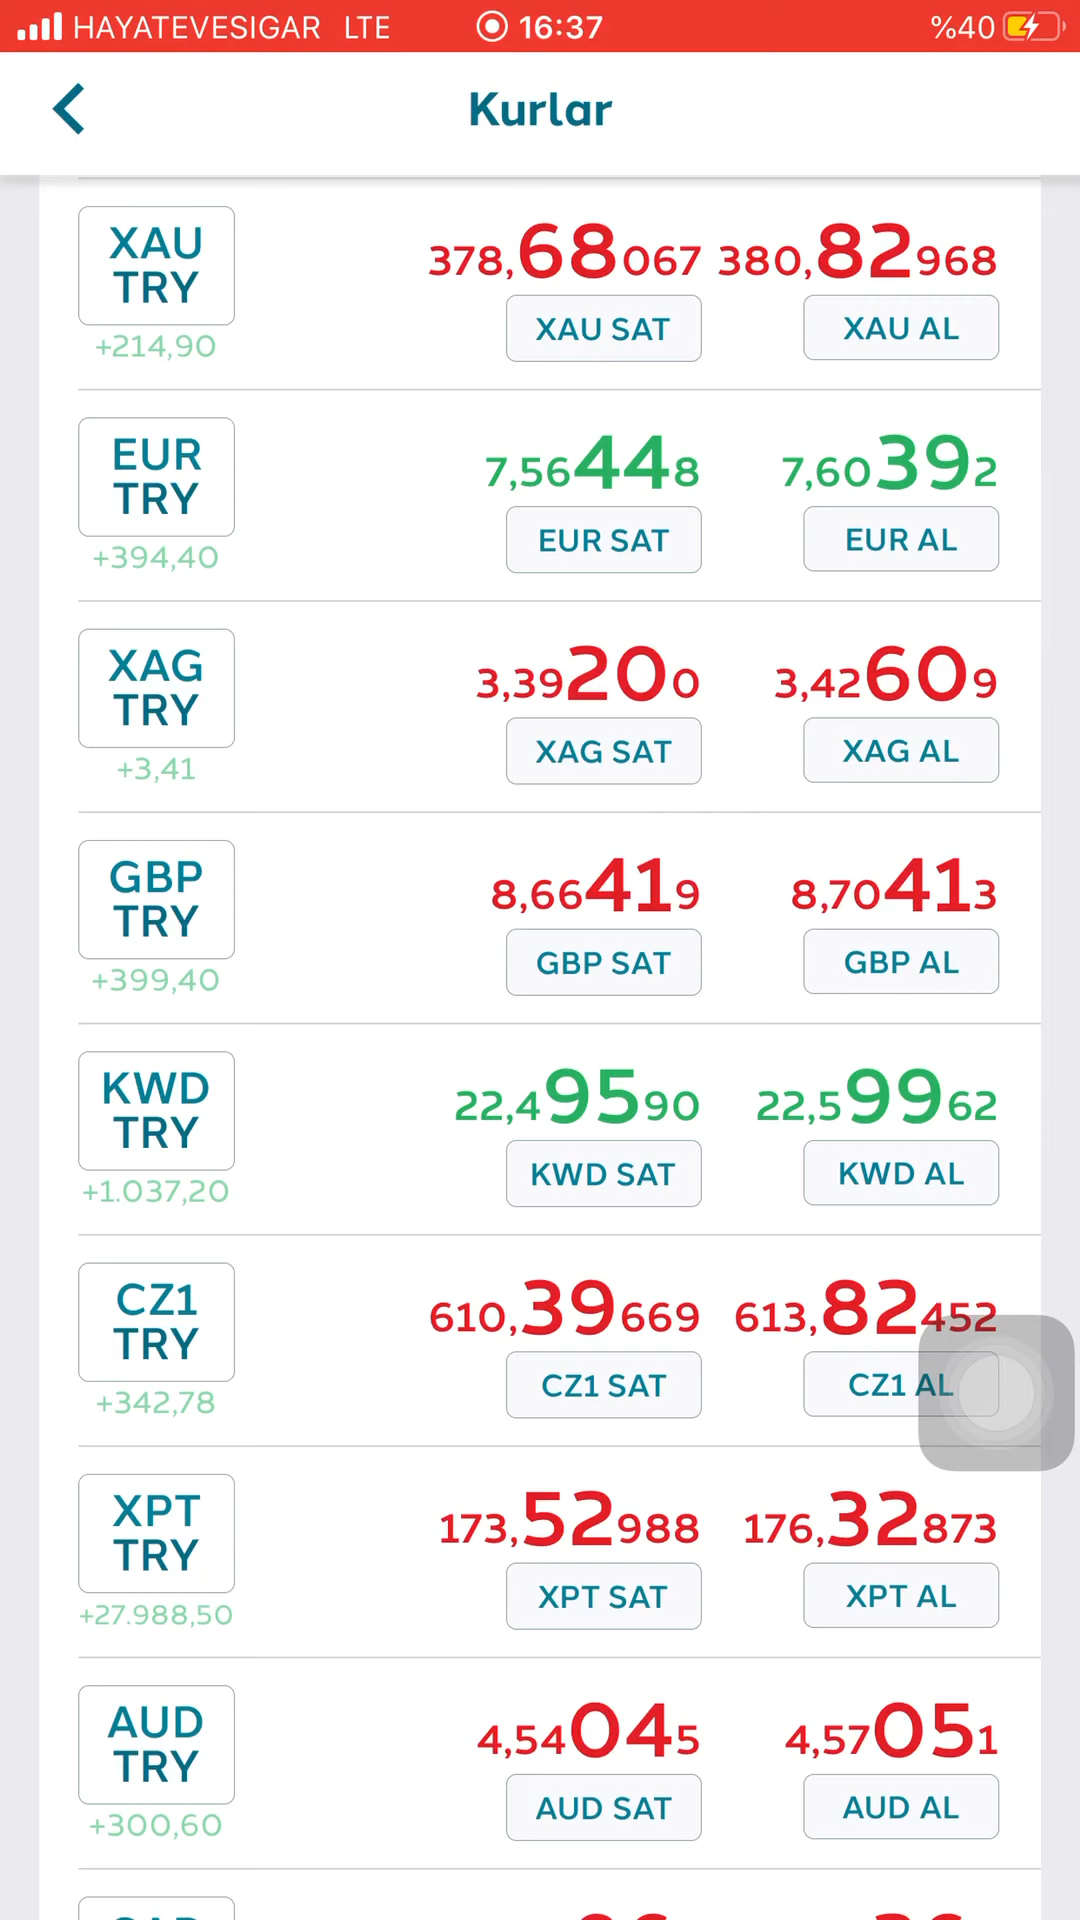 HAYATEVESIGAR LTE 16:37 %40
Kurlar
XAU TRY 378,68067 380,82968
+214,90 XAU SAT XAU AL
EUR TRY 7,56448 7,60392
+394,40 EUR SAT EUR AL
XAG TRY 3,39200 3,42609
+3,41 XAG SAT XAG AL
GBP TRY 8,66419 8,70413
+399,40 GBP SAT GBP AL
KWD TRY 22,49590 22,59962
+1.037,20 KWD SAT KWD AL
CZ1 TRY 610,39669 613,82452
+342,78 CZ1 SAT CZ1 AL
XPT TRY 173,52988 176,32873
+27.988,50 XPT SAT XPT AL
AUD TRY 4,54045 4,57051
+300,60 AUD SAT AUD AL